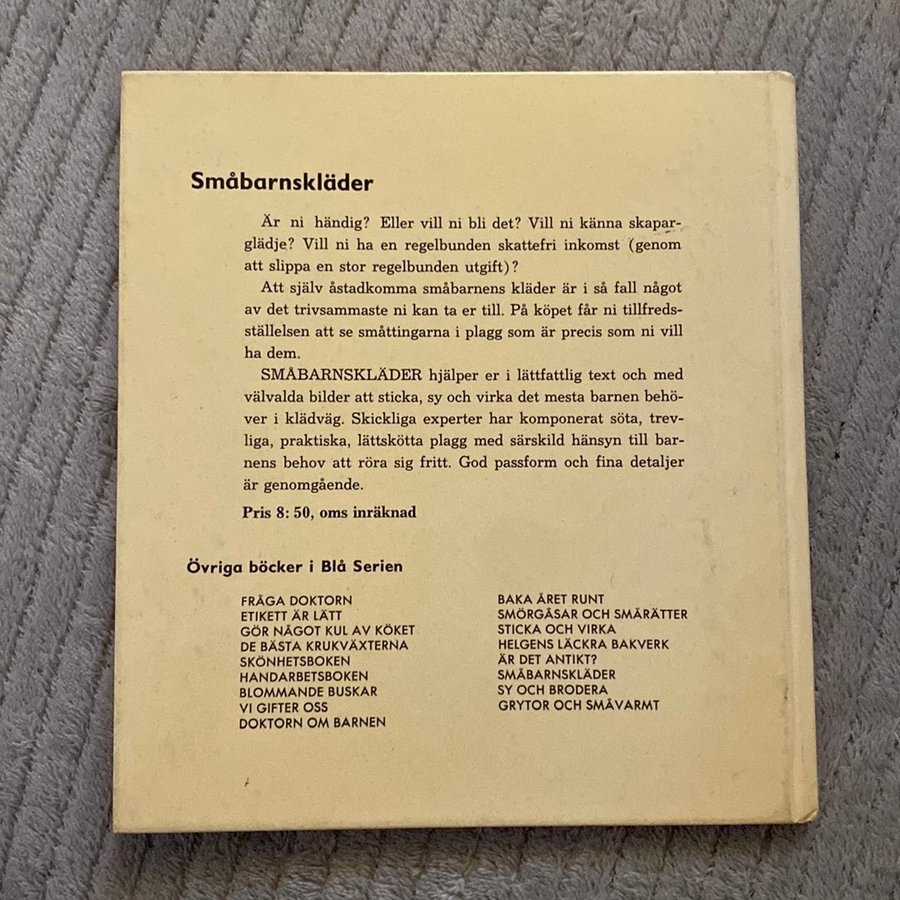 Småbarnskläder
Är ni händig? Eller vill ni bli det? Vill ni känna skapar-
glädje? Vill ni ha en regelbunden skattefri inkomst (genom
att slippa en stor regelbunden utgift)?
Att själv åstadkomma småbarnens kläder är i så fall något
av det trivsammaste ni kan ta er till. På köpet får ni tillfreds-
ställelsen att se småttingarna i plagg som är precis som ni vill
ha dem.
SMÅBARNSKLÄDER hjälper er i lättfattlig text och med
välvalda bilder att sticka, sy och virka det mesta barnen behö-
ver i klädväg. Skickliga experter har komponerat söta, trev-
liga, praktiska, lättskötta plagg med särskild hänsyn till bar-
nens behov att röra sig fritt. God passform och fina detaljer
är genomgående.
Pris 8: 50, oms inräknad
Övriga böcker i Blå Serien
FRÅGA DOKTORN
ETIKETT ÄR LÄTT
GÖR NÅGOT KUL AV KÖKET
DE BÄSTA KRUKVÄXTERNA
SKÖNHETSBOKEN
HANDARBETSBOKEN
BLOMMANDE BUSKAR
VI GIFTER OSS
DOKTORN OM BARNEN
BAKA ÅRET RUNT
SMÖRGÅSAR OCH SMÅRÄTTER
STICKA OCH VIRKA
HELGENS LÄCKRA BAKVERK
ÄR DET ANTIKT?
SMÅBARNSKLÄDER
SY OCH BRODERA
GRYTOR OCH SMÅVARMT